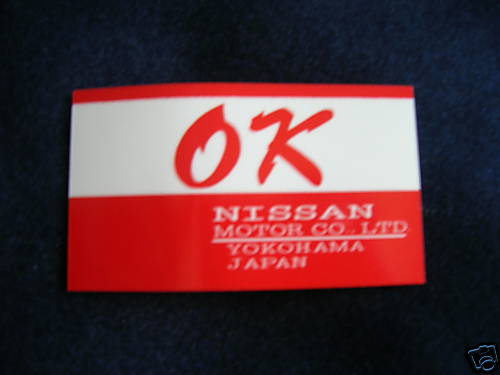 OK
NISSAN
MOTOR CO., LTD.
YOKOHAMA
JAPAN